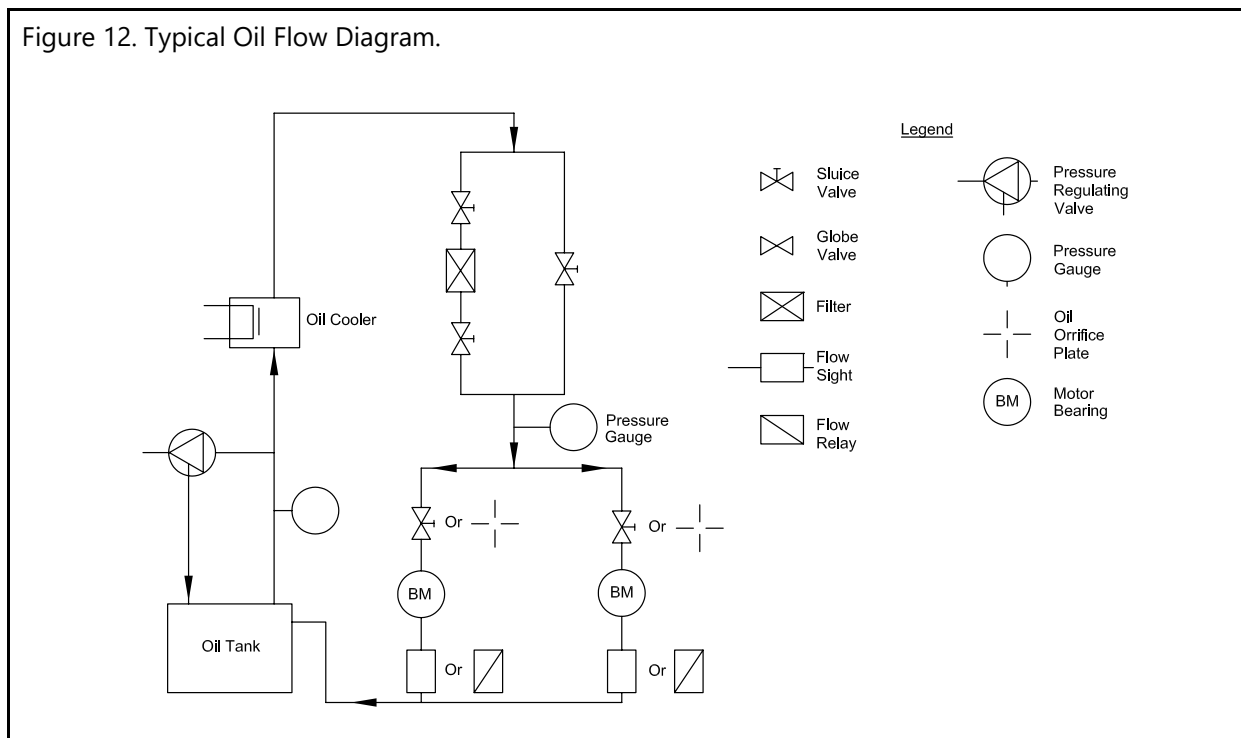 Figure 12. Typical Oil Flow Diagram.
Oil Cooler
Pressure
Gauge
Or
Or
BM
BM
Oil Tank
Or
Or
Legend
Sluice
Valve
Globe
Valve
Filter
Flow
Sight
Flow
Relay
Pressure
Regulating
Valve
Pressure
Gauge
Oil
Orrifice
Plate
BM
Motor
Bearing